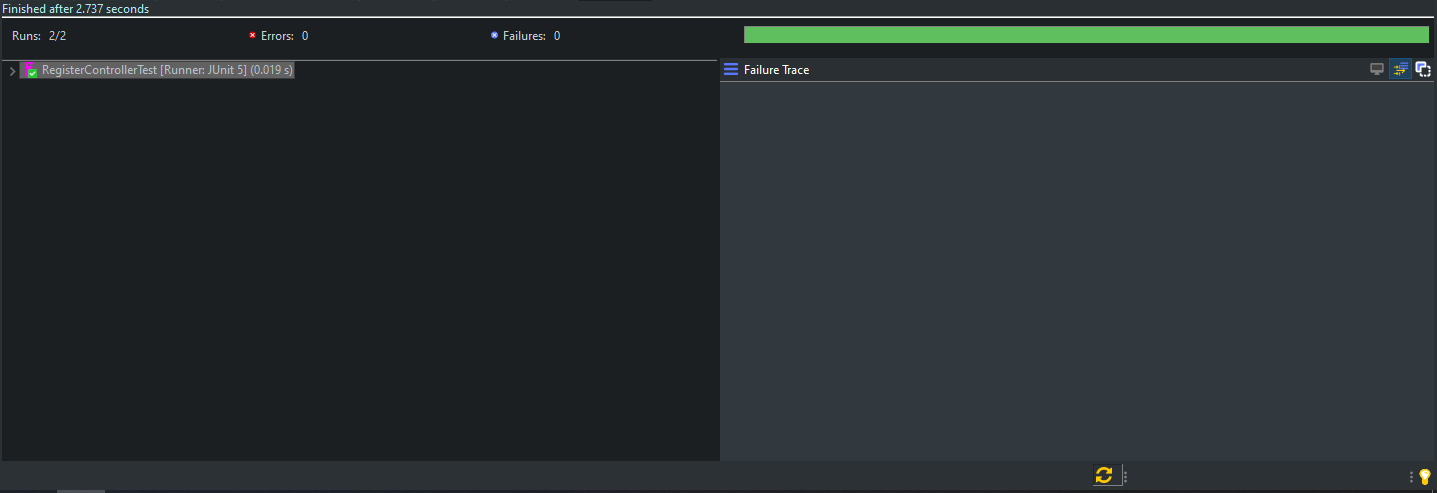 Finished after 2.737 seconds
Runs: 2/2 Errors: 0 Failures: 0
RegisterControllerTest [Runner: JUnit 5] (0.019 s)
Failure Trace